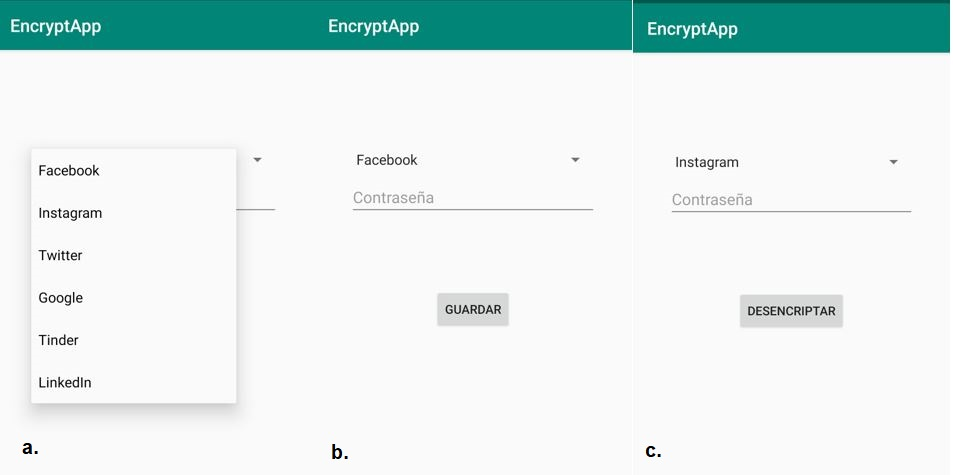 EncryptApp
Facebook
Instagram
Twitter
Google
Tinder
LinkedIn
a.
EncryptApp
Facebook
Contraseña
GUARDAR
b.
EncryptApp
Instagram
Contraseña
DESENCRIPTAR
c.